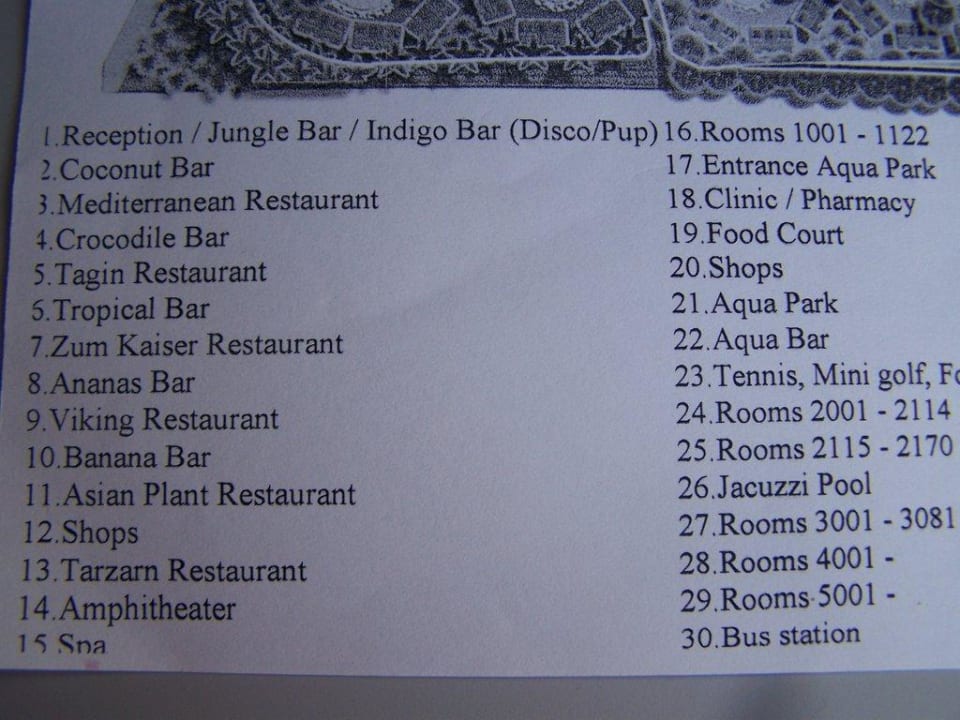 1.Reception / Jungle Bar / Indigo Bar (Disco/Pup)
2.Coconut Bar
3.Mediterranean Restaurant
4.Crocodile Bar
5.Tagin Restaurant
6.Tropical Bar
7.Zum Kaiser Restaurant
8.Ananas Bar
9.Viking Restaurant
10.Banana Bar
11.Asian Plant Restaurant
12.Shops
13.Tarzarn Restaurant
14.Amphitheater
15.Spa
16.Rooms 1001 - 1122
17.Entrance Aqua Park
18.Clinic / Pharmacy
19.Food Court
20.Shops
21.Aqua Park
22.Aqua Bar
23.Tennis, Mini golf,
24.Rooms 2001 - 2114
25.Rooms 2115 - 2170
26.Jacuzzi Pool
27.Rooms 3001 - 3081
28.Rooms 4001 -
29.Rooms 5001 -
30.Bus station